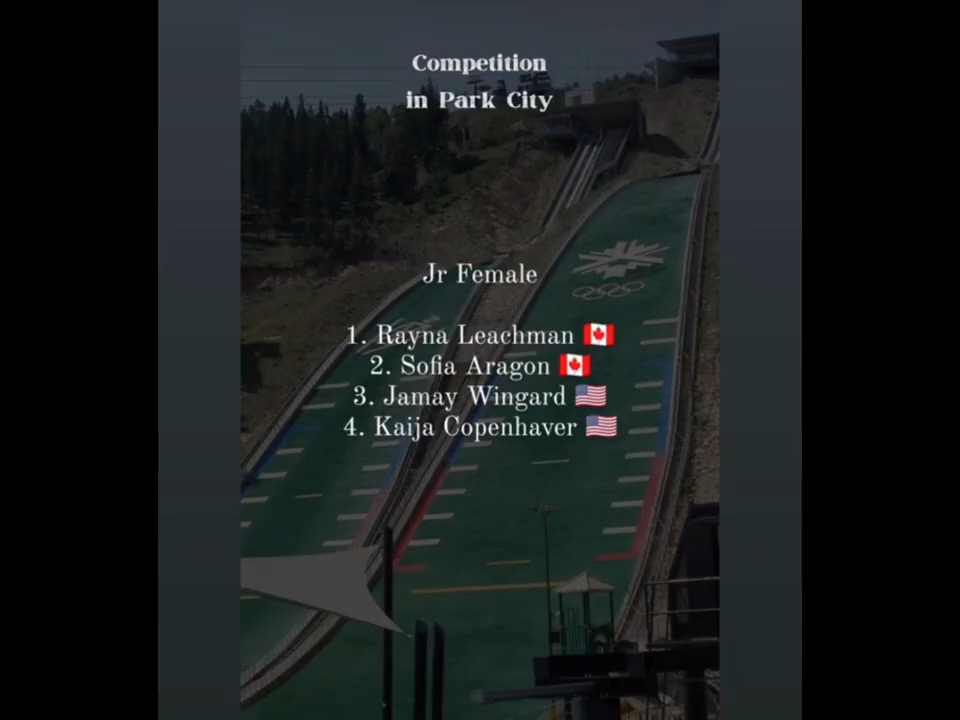 Competition
in Park City
Jr Female
1. Rayna Leachman 🇨🇦
2. Sofia Aragon 🇨🇦
3. Jamay Wingard 🇺🇸
4. Kaija Copenhaver 🇺🇸